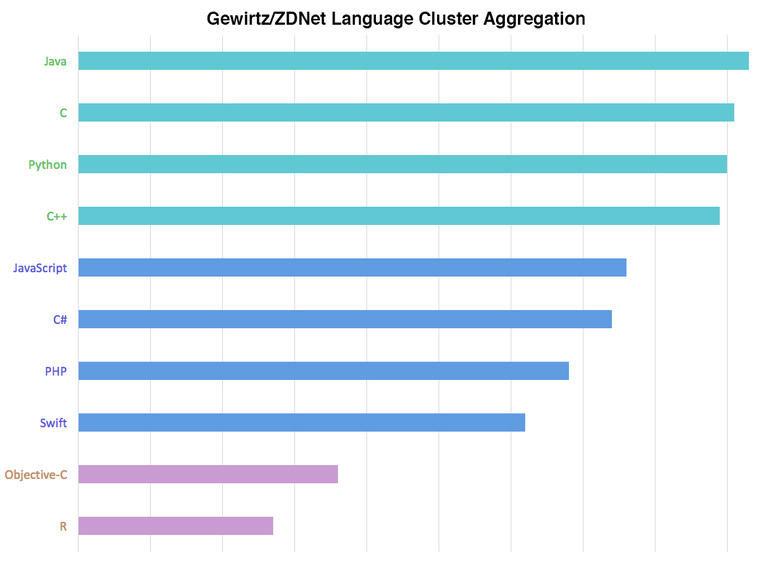 Gewirtz/ZDNet Language Cluster Aggregation
Java
C
Python
C++
JavaScript
C#
PHP
Swift
Objective-C
R